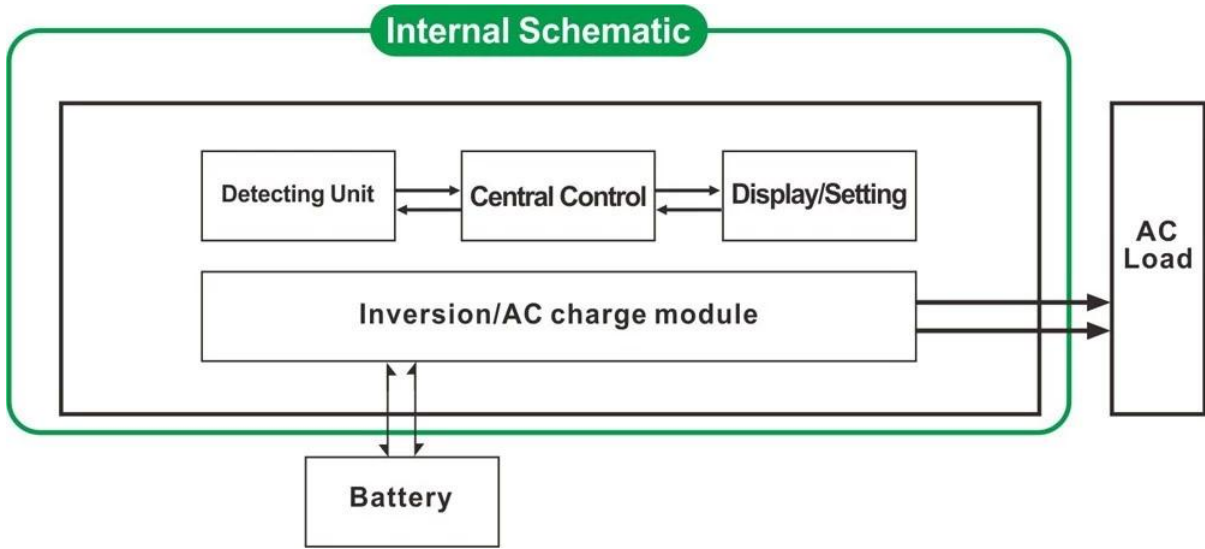 Internal Schematic
Detecting Unit
Central Control
Display/Setting
AC
Load
Inversion/AC charge module
Battery